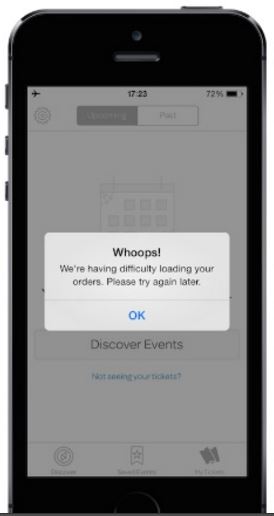 17:23
72%
Upcoming
Past
Whoops!
We're having difficulty loading your
orders. Please try again later.
OK
Discover Events
Not seeing your tickets?
Discover
Saved Events
My Tickets